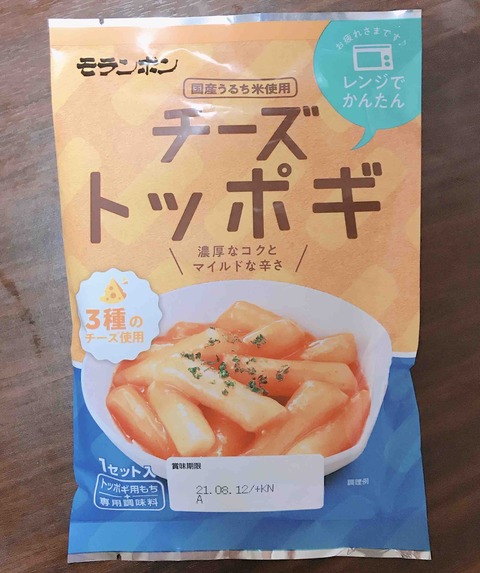 モランボン
お疲れさまです♪
レンジで
かんたん
国産うるち米使用
チーズ
トッポギ
濃厚なコクと
マイルドな辛さ
3種の
チーズ使用
1セット入
トッポギ用もち
+
専用調味料
賞味期限
21.08.12/+KN
A
調理例